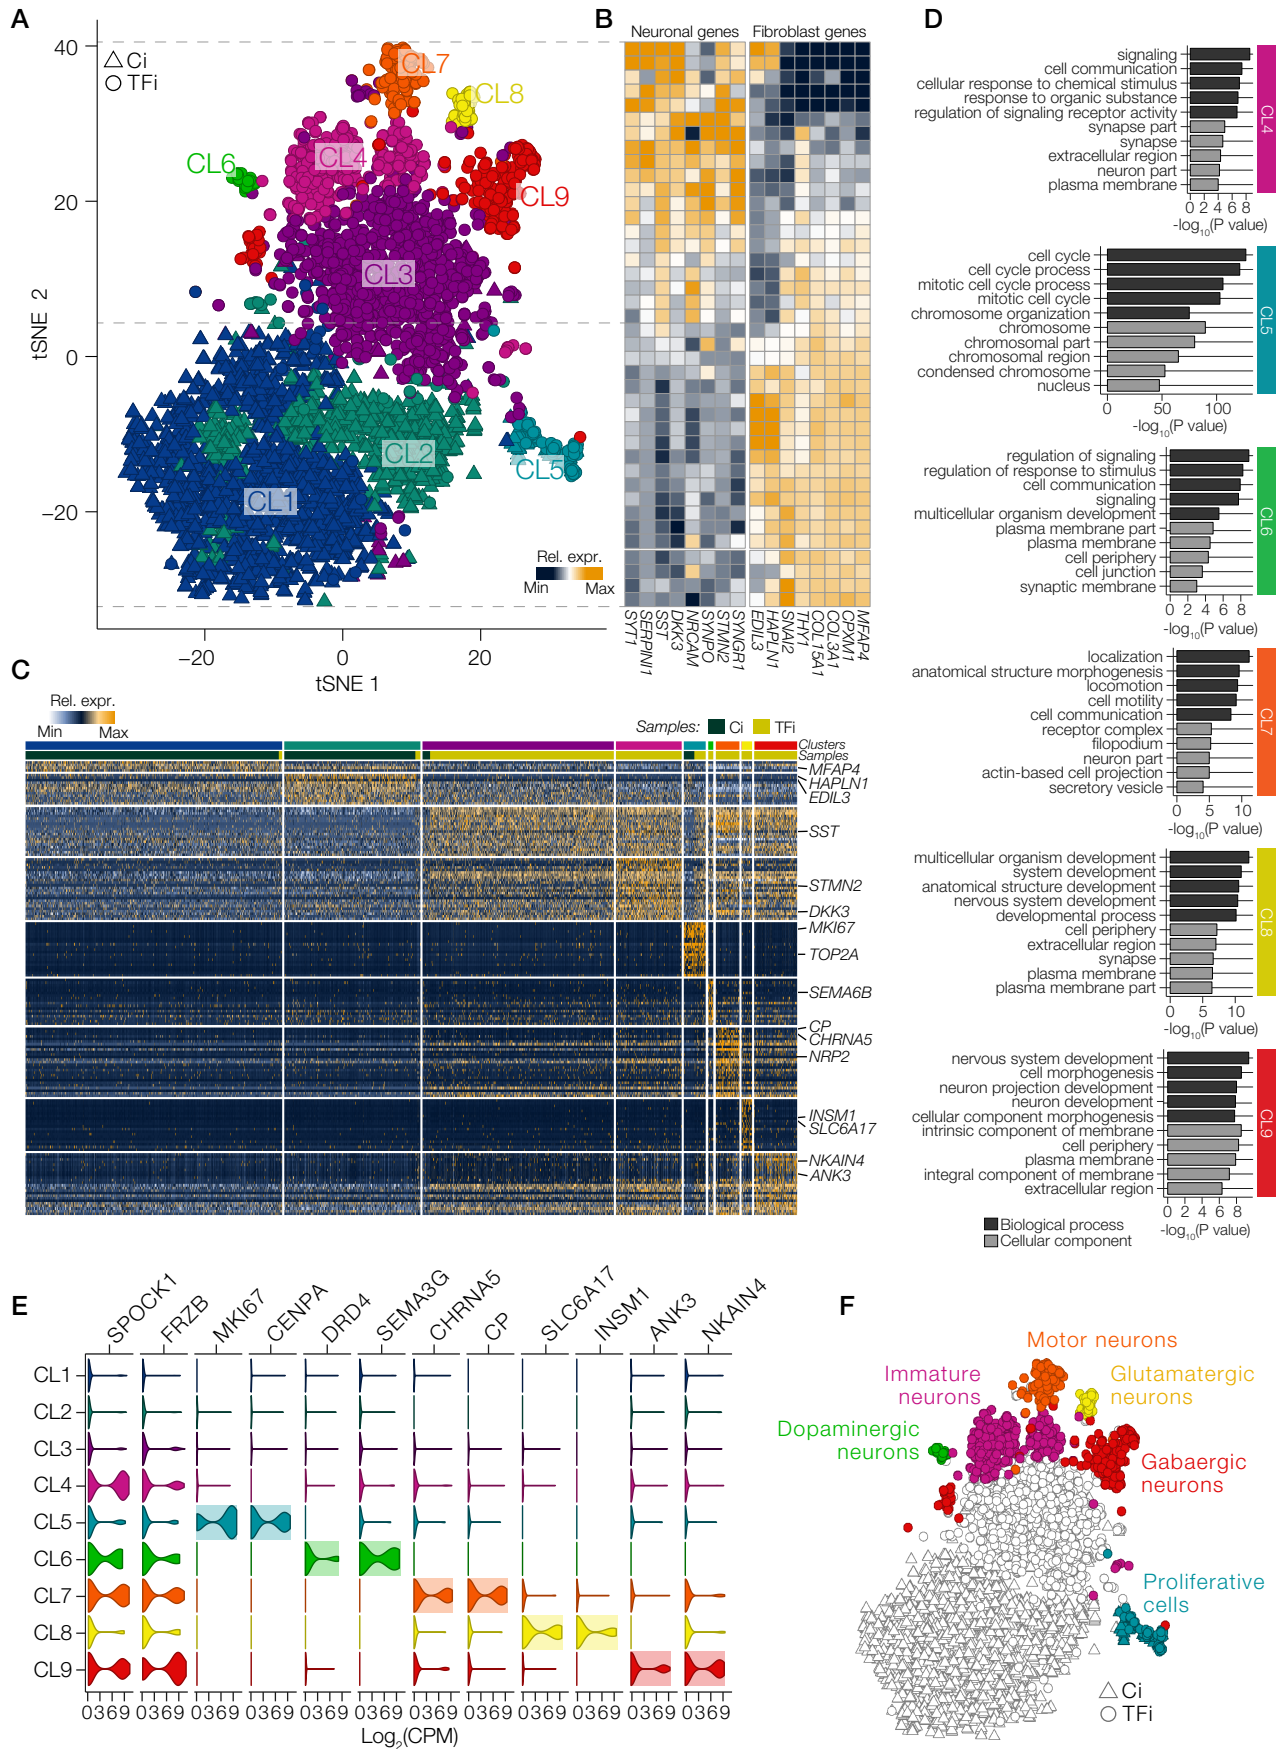 A
B
D
Neuronal genes
Fibroblast genes
40
20
0
−20
tSNE 2
−20
0
20
tSNE 1
Ci
TFi
CL7
CL8
CL4
CL6
CL9
CL3
CL2
CL5
CL1
Rel. expr.
Min
Max
SYT1
SERPINI1
SST
DKK3
NRCAM
SYNPO
STMN2
SYNGR1
EDIL3
HAPLN1
SNAI2
THY1
COL15A1
COL3A1
CPXM1
MFAP4
signaling
cell communication
cellular response to chemical stimulus
response to organic substance
regulation of signaling receptor activity
synapse part
synapse
extracellular region
neuron part
plasma membrane
0 2 4 6 8
-log10(P value)
CL4
cell cycle
cell cycle process
mitotic cell cycle process
mitotic cell cycle
chromosome organization
chromosome
chromosomal part
chromosomal region
condensed chromosome
nucleus
0 50 100
-log10(P value)
CL5
regulation of signaling
regulation of response to stimulus
cell communication
signaling
multicellular organism development
plasma membrane part
plasma membrane
cell periphery
cell junction
synaptic membrane
0 2 4 6 8
-log10(P value)
CL6
localization
anatomical structure morphogenesis
locomotion
cell motility
cell communication
receptor complex
filopodium
neuron part
actin-based cell projection
secretory vesicle
0 5 10
-log10(P value)
CL7
multicellular organism development
system development
anatomical structure development
nervous system development
developmental process
cell periphery
extracellular region
synapse
plasma membrane
plasma membrane part
0 5 10
-log10(P value)
CL8
nervous system development
cell morphogenesis
neuron projection development
neuron development
cellular component morphogenesis
intrinsic component of membrane
cell periphery
plasma membrane
integral component of membrane
extracellular region
0 2 4 6 8
-log10(P value)
CL9
Biological process
Cellular component
C
Rel. expr.
Min
Max
Samples: Ci TFi
Clusters
Samples
MFAP4
HAPLN1
EDIL3
SST
STMN2
DKK3
MKI67
TOP2A
SEMA6B
CP
CHRNA5
NRP2
INSM1
SLC6A17
NKAIN4
ANK3
E
SPOCK1
FRZB
MKI67
CENPA
DRD4
SEMA3G
CHRNA5
CP
SLC6A17
INSM1
ANK3
NKAIN4
CL1
CL2
CL3
CL4
CL5
CL6
CL7
CL8
CL9
0369 0369 0369 0369 0369 0369 0369 0369 0369 0369 0369 0369
Log2(CPM)
F
Motor neurons
Immature
neurons
Glutamatergic
neurons
Dopaminergic
neurons
Gabaergic
neurons
Proliferative
cells
Ci
TFi